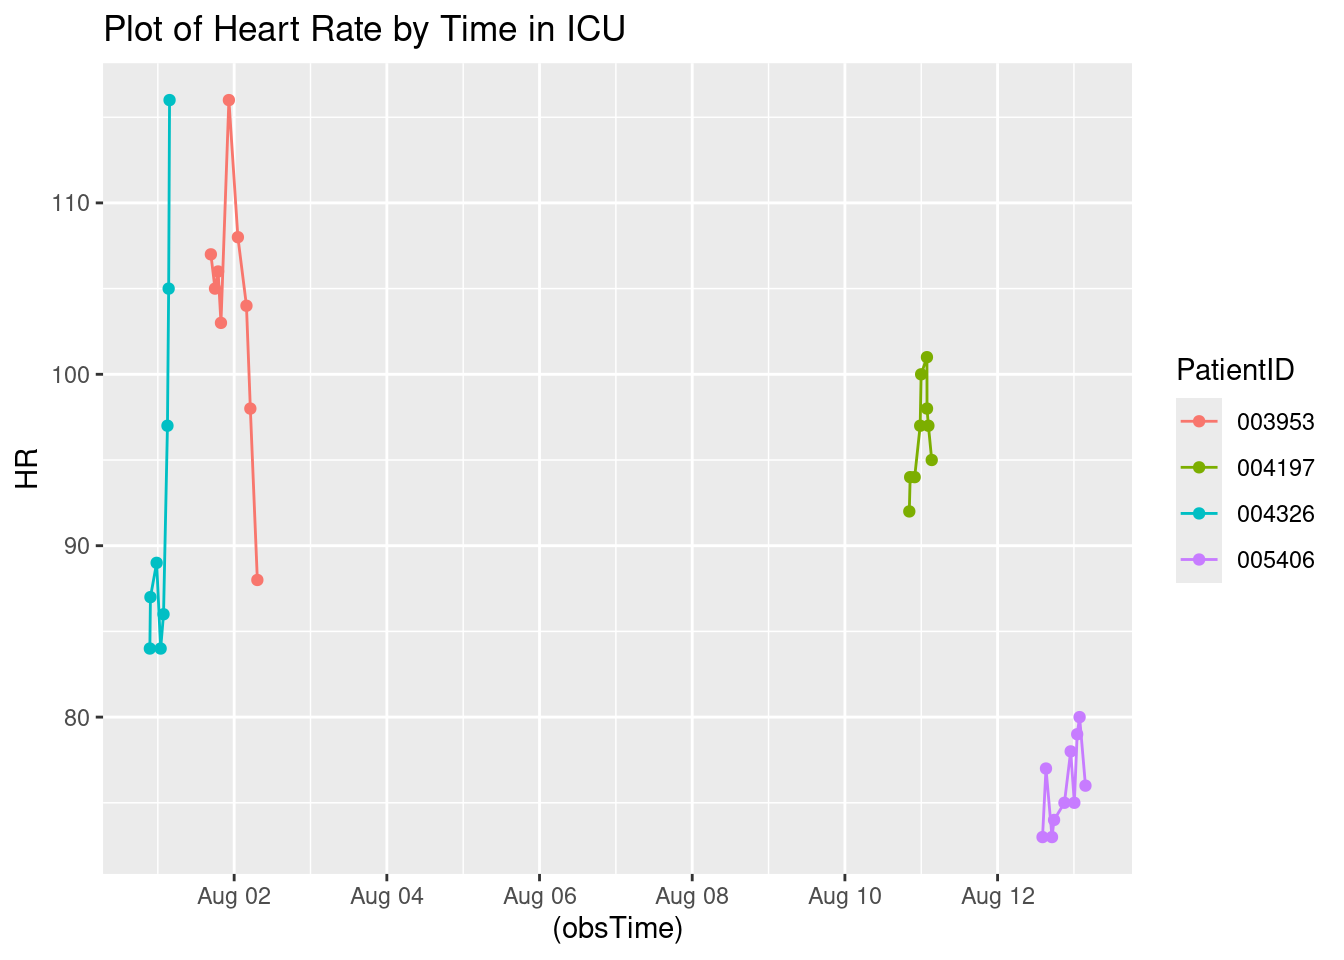 Plot of Heart Rate by Time in ICU
110
100
90
80
HR
Aug 02 Aug 04 Aug 06 Aug 08 Aug 10 Aug 12
(obsTime)
PatientID
003953
004197
004326
005406